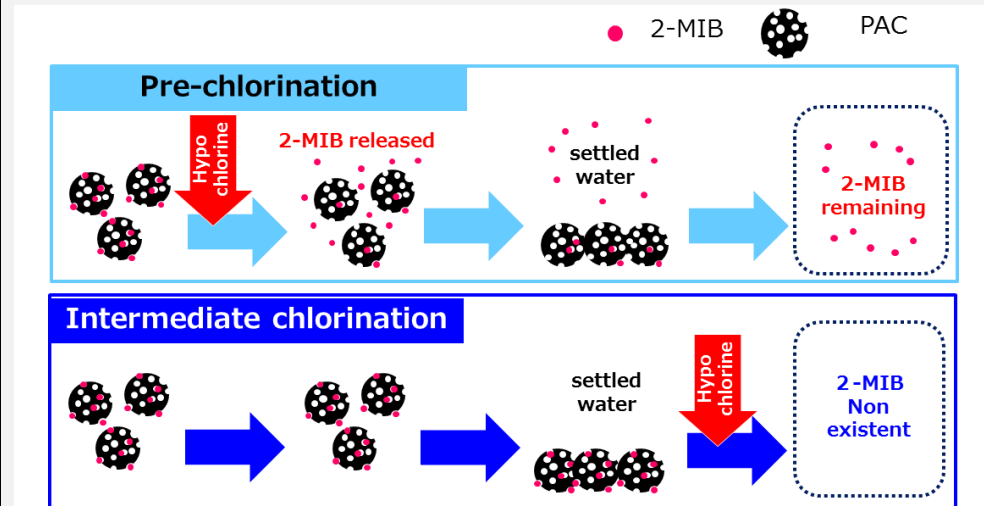 2-MIB
PAC
Pre-chlorination
Hypo
chlorine
2-MIB released
settled
water
2-MIB
remaining
Intermediate chlorination
settled
water
Hypo
chlorine
2-MIB
Non
existent